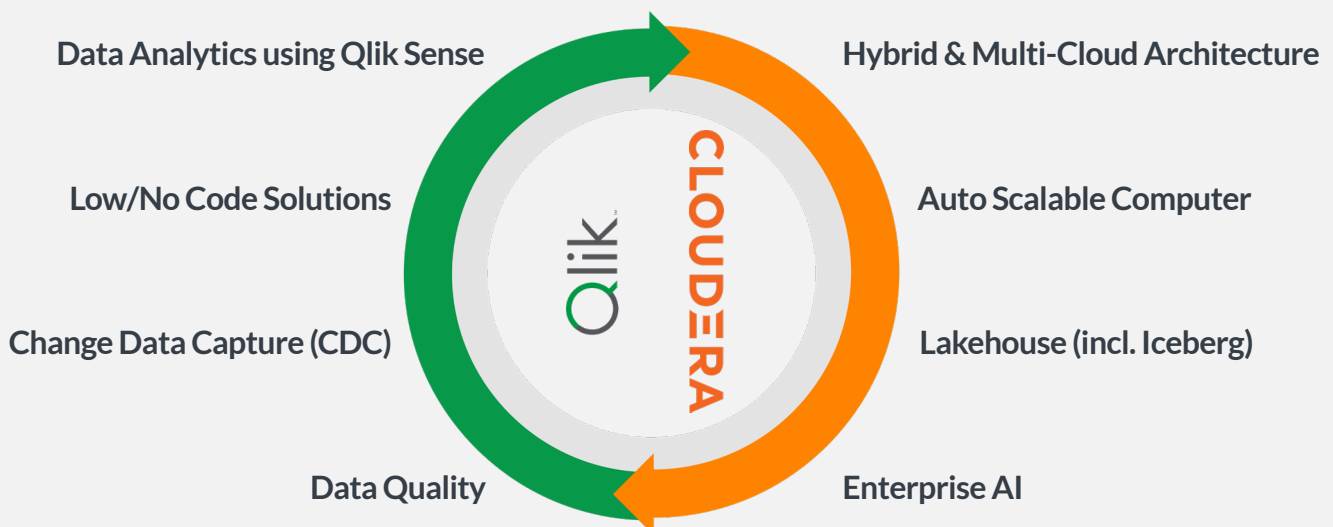 Data Analytics using Qlik Sense
Low/No Code Solutions
Change Data Capture (CDC)
Data Quality
Qlik
CLOUDERA
Hybrid & Multi-Cloud Architecture
Auto Scalable Computer
Lakehouse (incl. Iceberg)
Enterprise AI